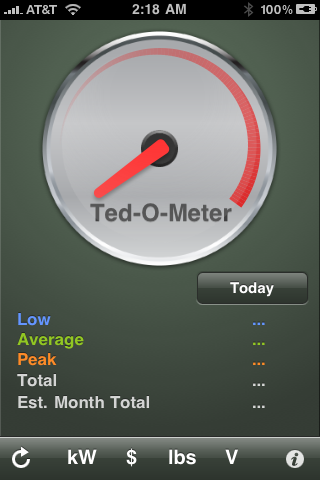 AT&T 2:18 AM 100%
Ted-O-Meter
Today
Low ...
Average ...
Peak ...
Total ...
Est. Month Total ...
kW $ lbs V i